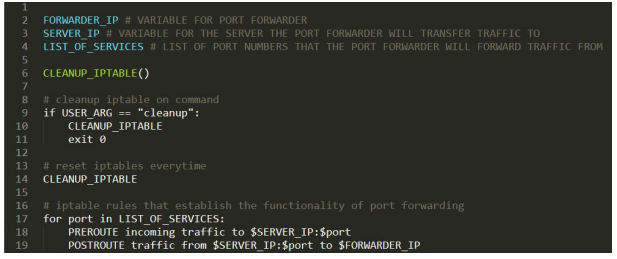 1
2 FORWARDER_IP # VARIABLE FOR PORT FORWARDER
3 SERVER_IP # VARIABLE FOR THE SERVER THE PORT FORWARDER WILL TRANSFER TRAFFIC TO
4 LIST_OF_SERVICES # LIST OF PORT NUMBERS THAT THE PORT FORWARDER WILL FORWARD TRAFFIC FROM
5
6 CLEANUP_IPTABLE()
7
8 # cleanup iptable on command
9 if USER_ARG == "cleanup":
10     CLEANUP_IPTABLE
11     exit 0
12
13 # reset iptables everytime
14 CLEANUP_IPTABLE
15
16 # iptable rules that establish the functionality of port forwarding
17 for port in LIST_OF_SERVICES:
18     PREROUTE incoming traffic to $SERVER_IP:$port
19     POSTROUTE traffic from $SERVER_IP:$port to $FORWARDER_IP